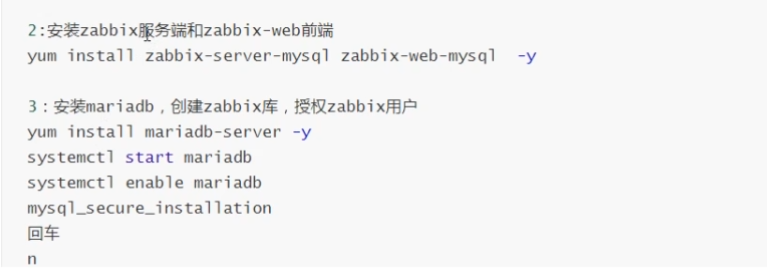 2:安装zabbix服务端和zabbix-web前端
yum install zabbix-server-mysql zabbix-web-mysql  -y
3：安装mariadb，创建zabbix库，授权zabbix用户
yum install mariadb-server -y
systemctl start mariadb
systemctl enable mariadb
mysql_secure_installation
回车
n